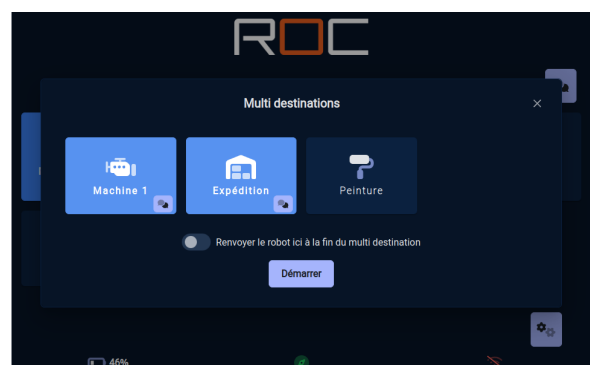 ROC
Multi destinations
Machine 1
Expédition
Peinture
Renvoyer le robot ici à la fin du multi destination
Démarrer
46%